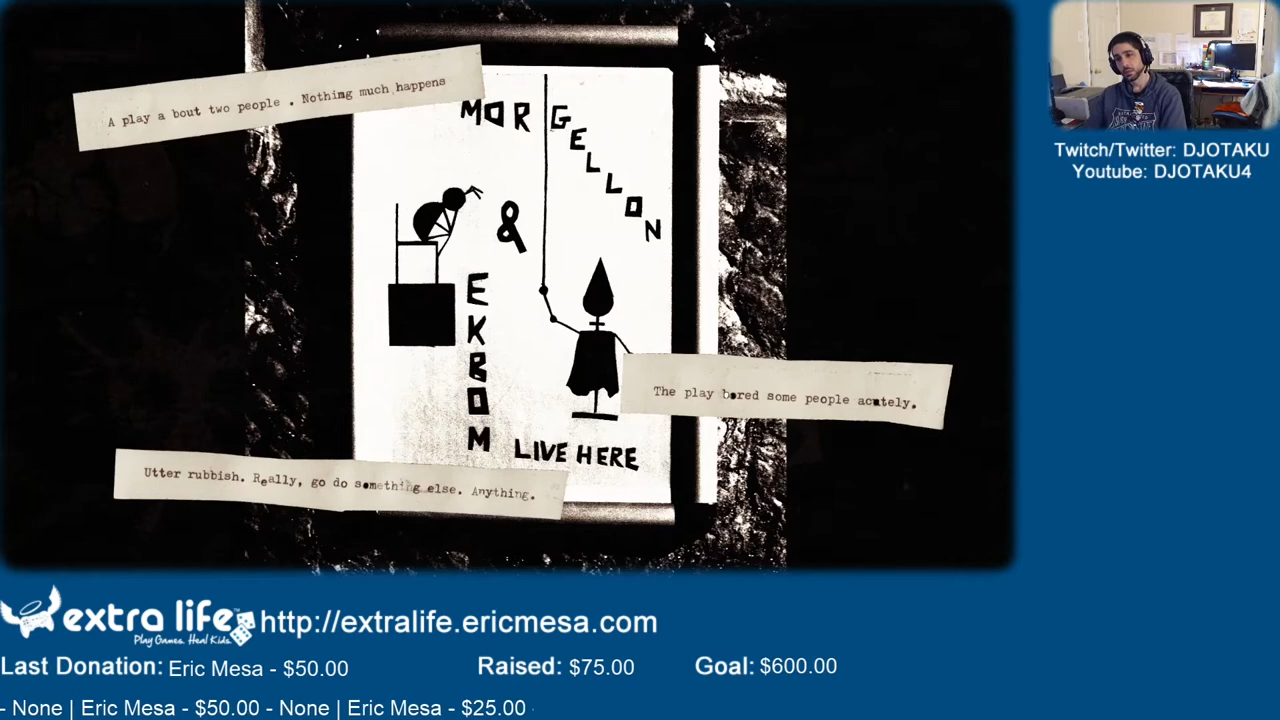 A play a bout two people . Nothing much happens
MORGELLON
&
EKBOM
LIVE HERE
The play bored some people acutely.
Utter rubbish. Really, go do something else. Anything.
Twitch/Twitter: DJOTAKU
Youtube: DJOTAKU4
extra life
Play Games. Heal Kids.
http://extralife.ericmesa.com
Last Donation: Eric Mesa - $50.00
Raised: $75.00
Goal: $600.00
- None | Eric Mesa - $50.00 - None | Eric Mesa - $25.00